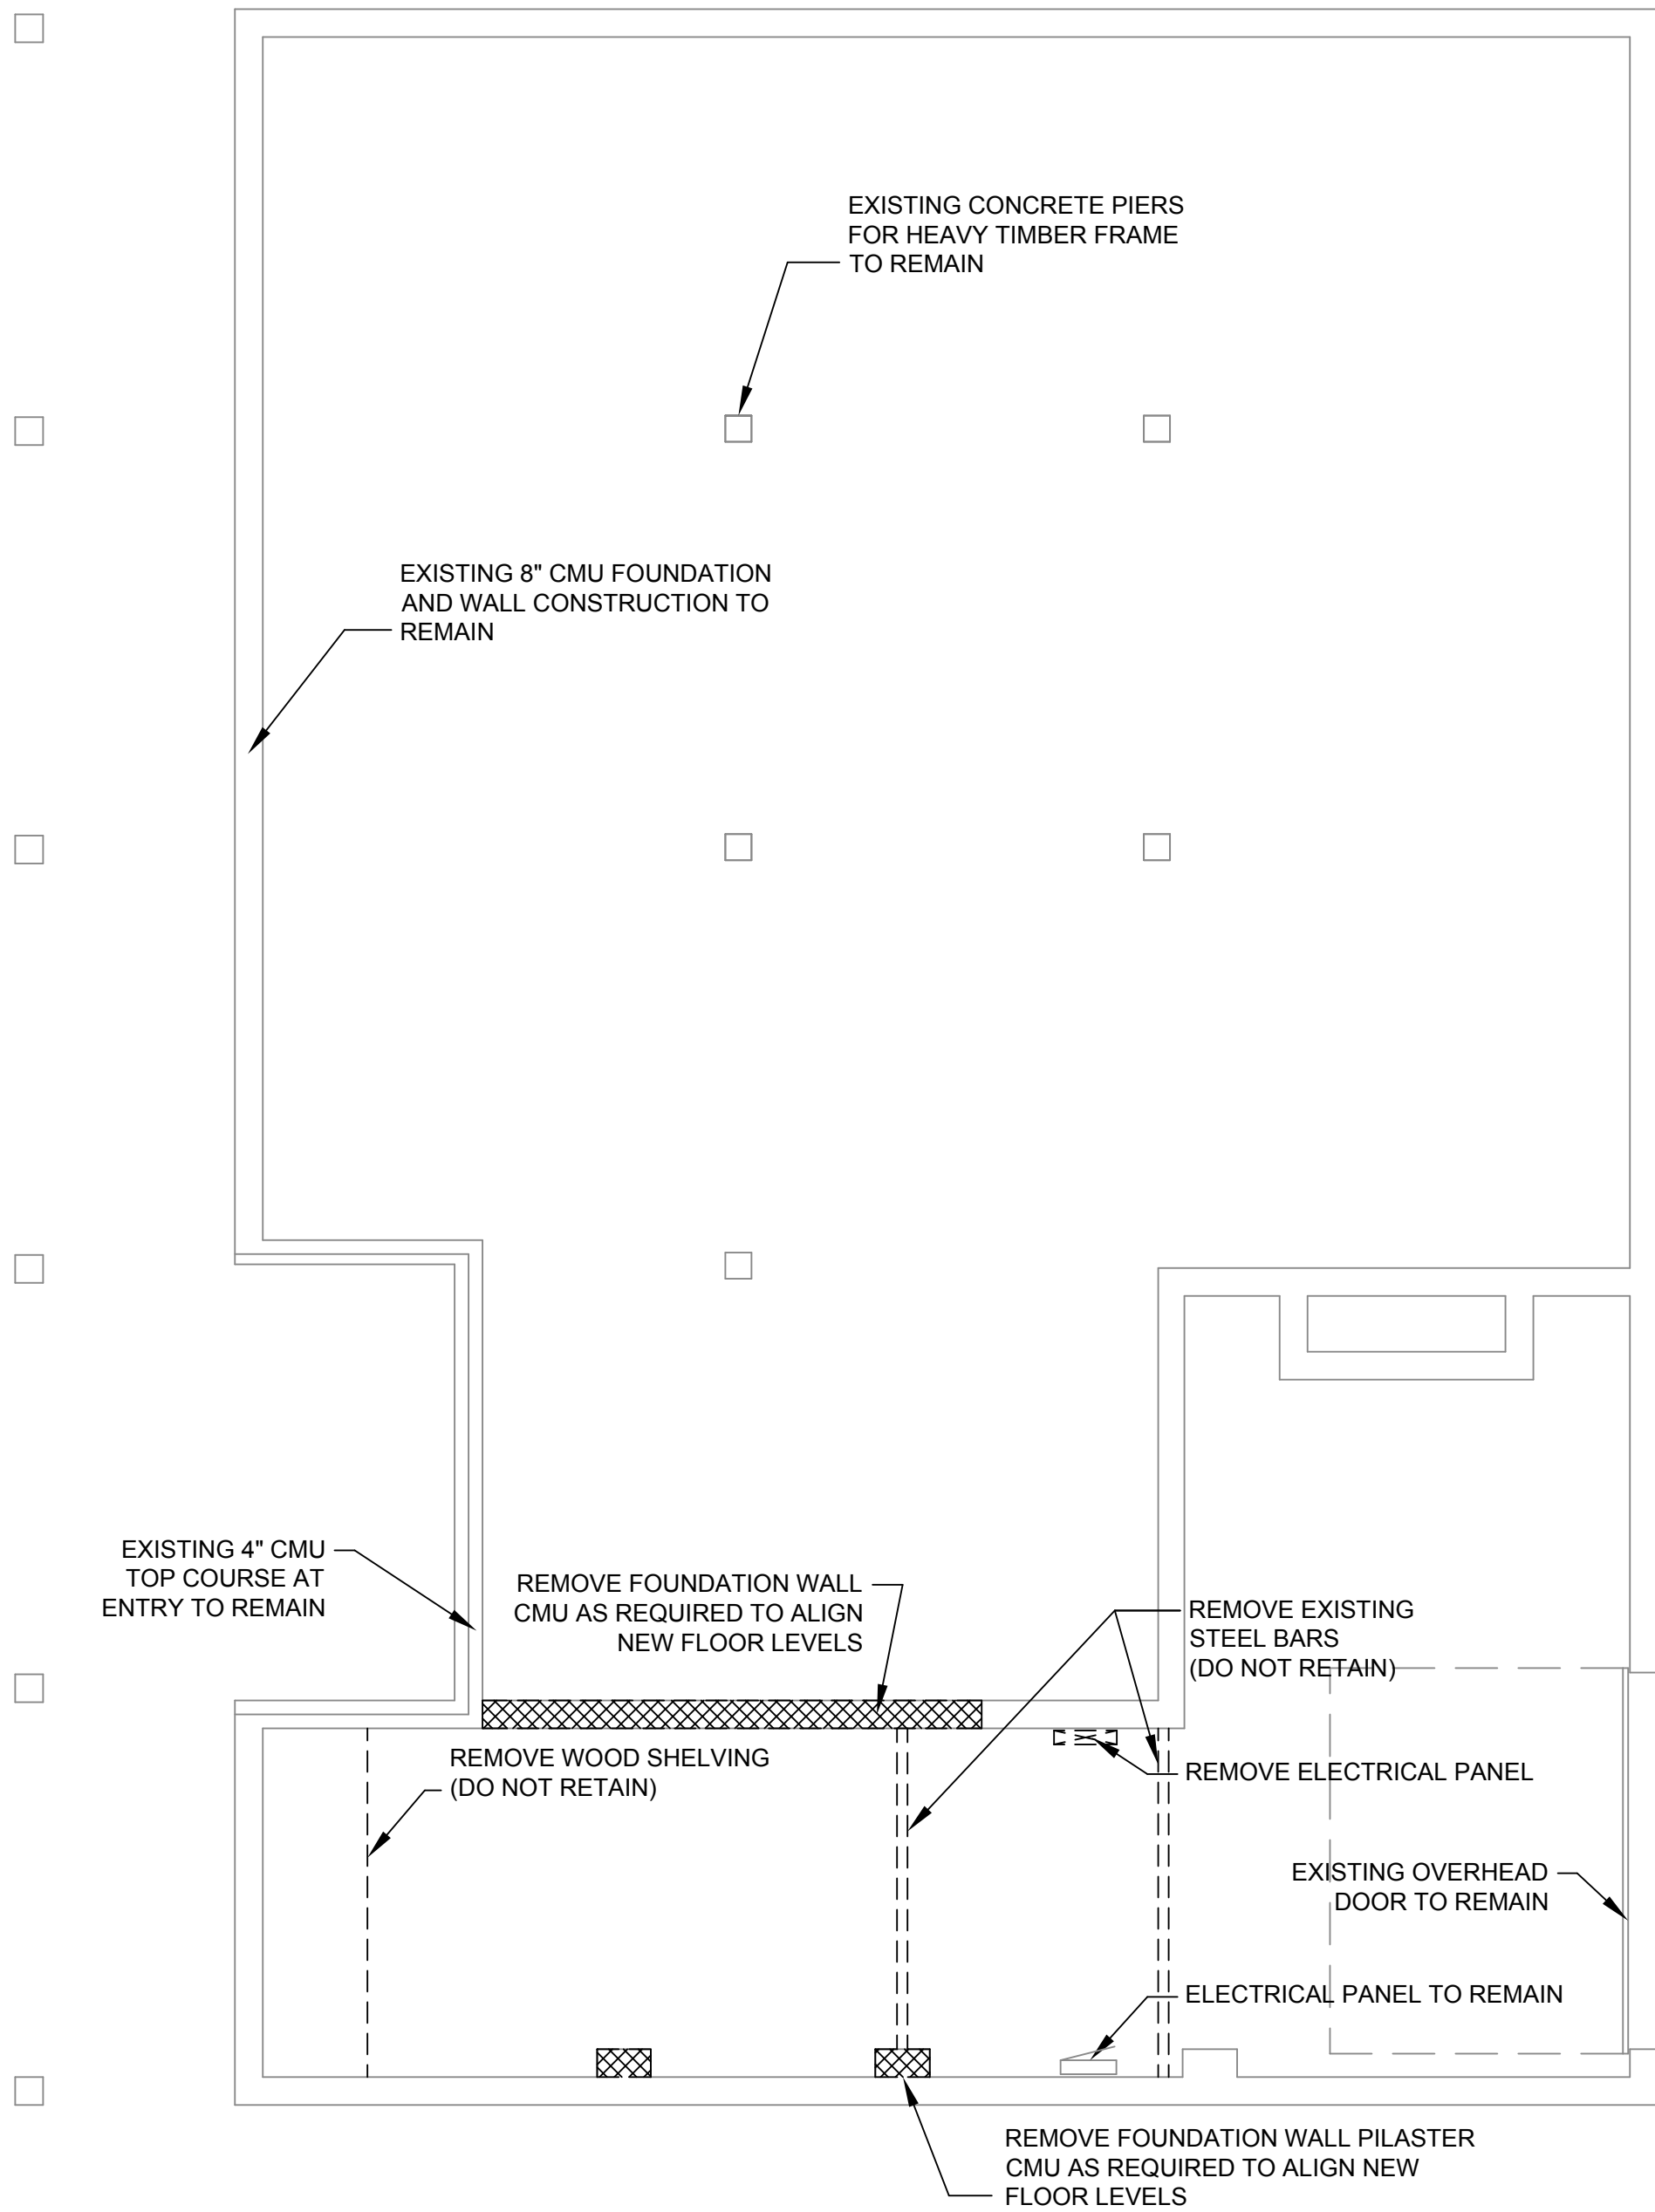 EXISTING CONCRETE PIERS
FOR HEAVY TIMBER FRAME
TO REMAIN
EXISTING 8" CMU FOUNDATION
AND WALL CONSTRUCTION TO
REMAIN
EXISTING 4" CMU
TOP COURSE AT
ENTRY TO REMAIN
REMOVE FOUNDATION WALL
CMU AS REQUIRED TO ALIGN
NEW FLOOR LEVELS
REMOVE EXISTING
STEEL BARS
(DO NOT RETAIN)
REMOVE WOOD SHELVING
(DO NOT RETAIN)
REMOVE ELECTRICAL PANEL
EXISTING OVERHEAD
DOOR TO REMAIN
ELECTRICAL PANEL TO REMAIN
REMOVE FOUNDATION WALL PILASTER
CMU AS REQUIRED TO ALIGN NEW
FLOOR LEVELS